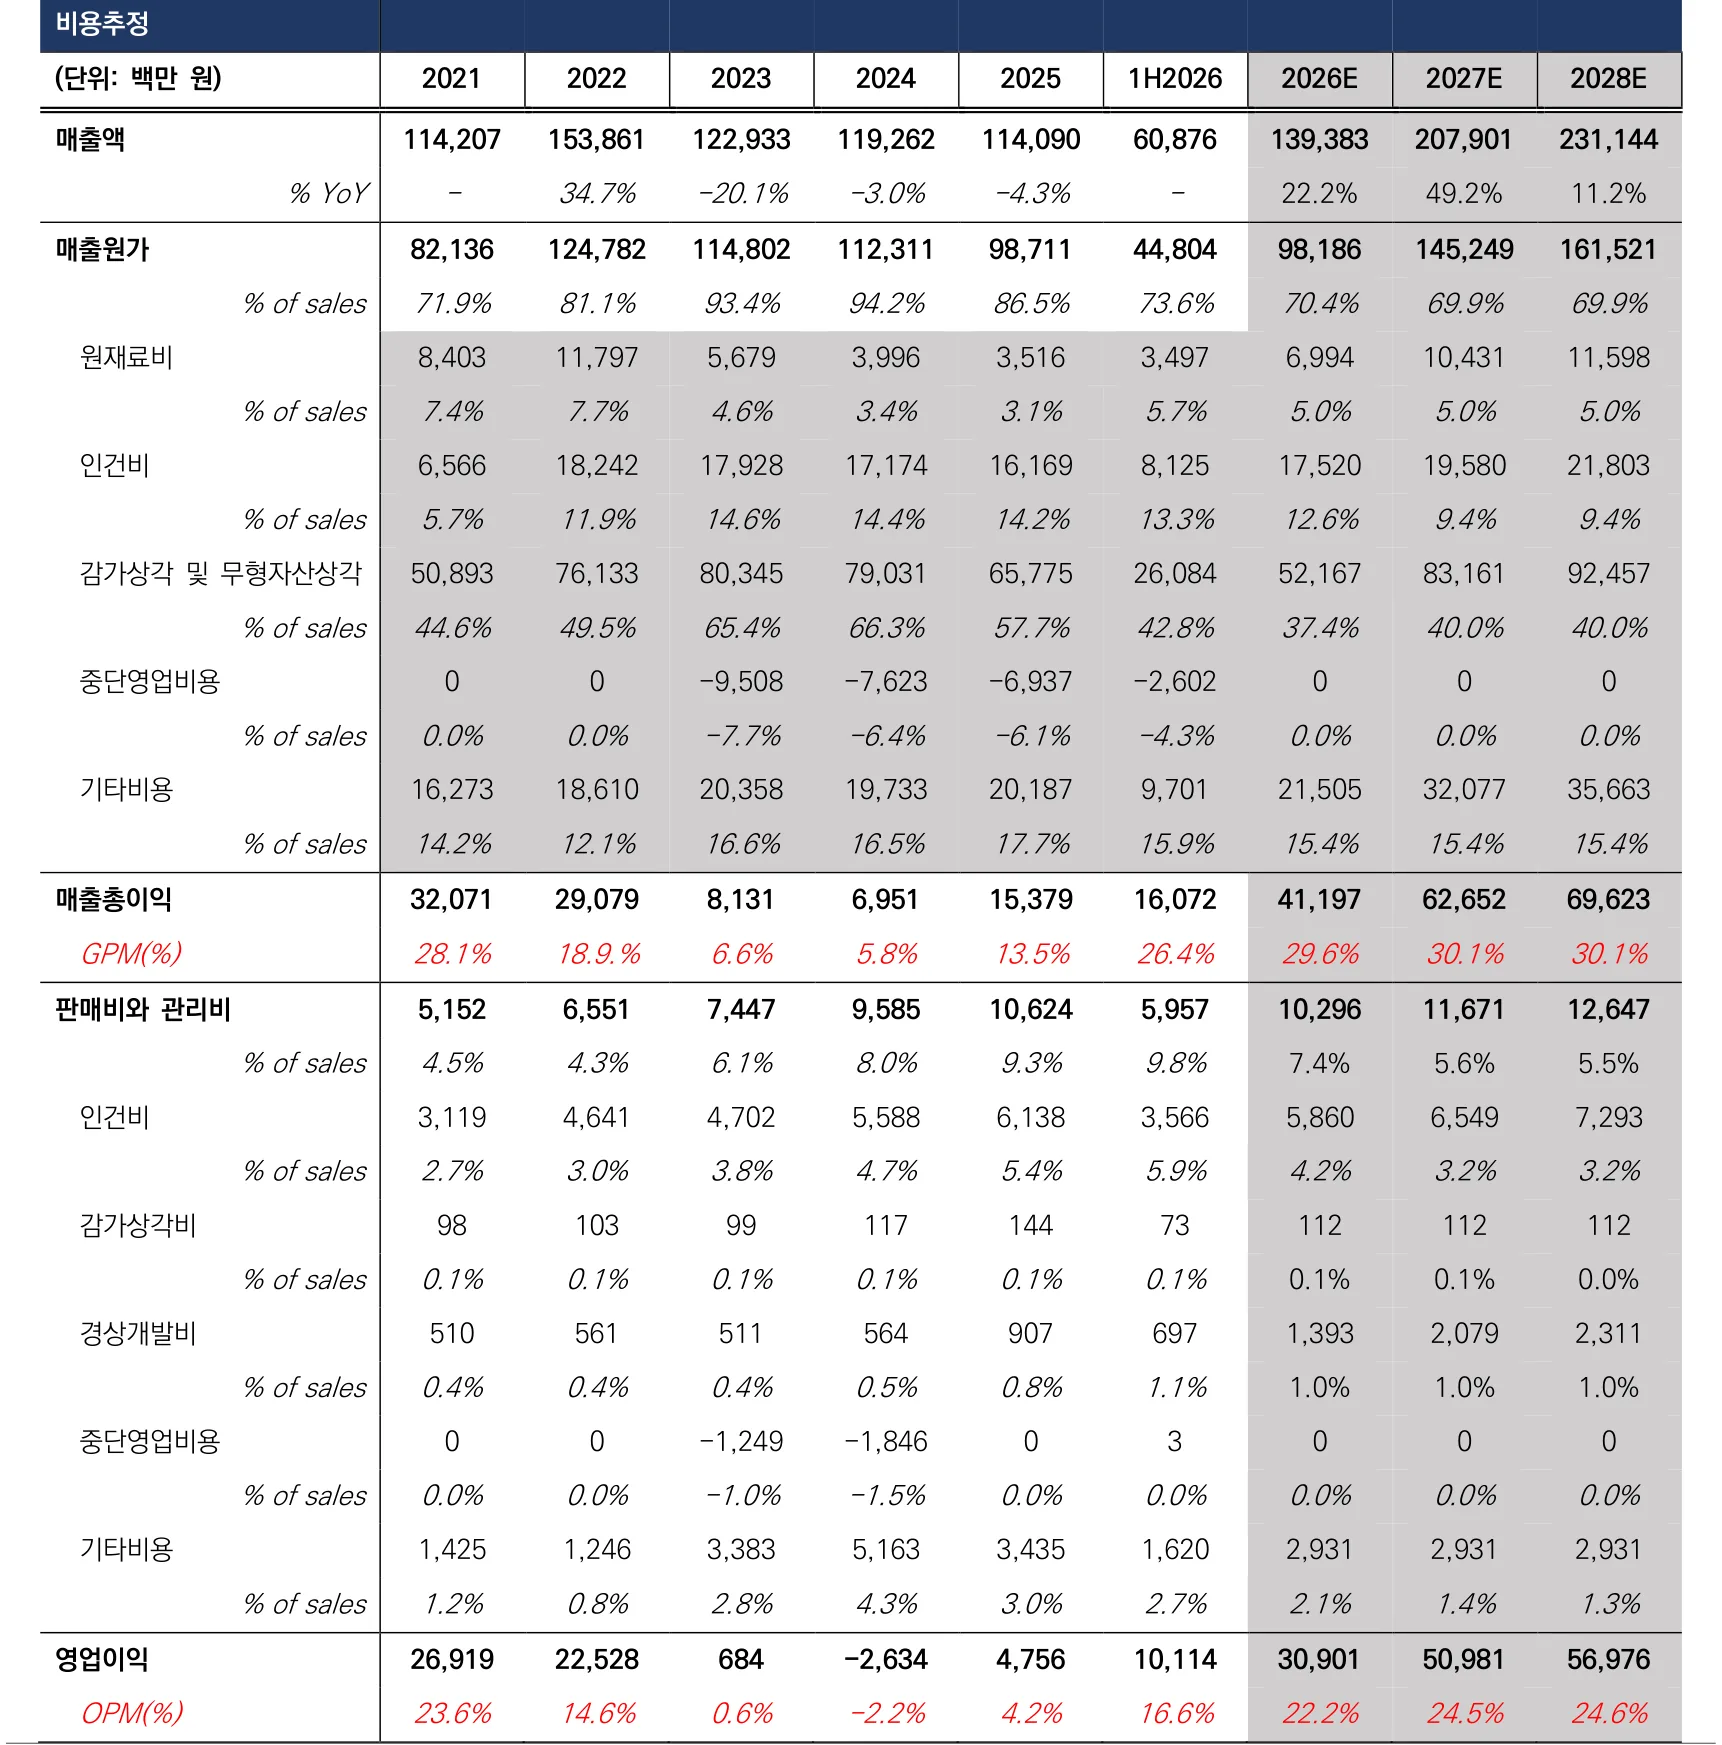 비용추정
(단위: 백만 원) 2021 2022 2023 2024 2025 1H2026 2026E 2027E 2028E
매출액 114,207 153,861 122,933 119,262 114,090 60,876 139,383 207,901 231,144
% YoY - 34.7% -20.1% -3.0% -4.3% - 22.2% 49.2% 11.2%
매출원가 82,136 124,782 114,802 112,311 98,711 44,804 98,186 145,249 161,521
% of sales 71.9% 81.1% 93.4% 94.2% 86.5% 73.6% 70.4% 69.9% 69.9%
원재료비 8,403 11,797 5,679 3,996 3,516 3,497 6,994 10,431 11,598
% of sales 7.4% 7.7% 4.6% 3.4% 3.1% 5.7% 5.0% 5.0% 5.0%
인건비 6,566 18,242 17,928 17,174 16,169 8,125 17,520 19,580 21,803
% of sales 5.7% 11.9% 14.6% 14.4% 14.2% 13.3% 12.6% 9.4% 9.4%
감가상각 및 무형자산상각 50,893 76,133 80,345 79,031 65,775 26,084 52,167 83,161 92,457
% of sales 44.6% 49.5% 65.4% 66.3% 57.7% 42.8% 37.4% 40.0% 40.0%
중단영업비용 0 0 -9,508 -7,623 -6,937 -2,602 0 0 0
% of sales 0.0% 0.0% -7.7% -6.4% -6.1% -4.3% 0.0% 0.0% 0.0%
기타비용 16,273 18,610 20,358 19,733 20,187 9,701 21,505 32,077 35,663
% of sales 14.2% 12.1% 16.6% 16.5% 17.7% 15.9% 15.4% 15.4% 15.4%
매출총이익 32,071 29,079 8,131 6,951 15,379 16,072 41,197 62,652 69,623
GPM(%) 28.1% 18.9.% 6.6% 5.8% 13.5% 26.4% 29.6% 30.1% 30.1%
판매비와 관리비 5,152 6,551 7,447 9,585 10,624 5,957 10,296 11,671 12,647
% of sales 4.5% 4.3% 6.1% 8.0% 9.3% 9.8% 7.4% 5.6% 5.5%
인건비 3,119 4,641 4,702 5,588 6,138 3,566 5,860 6,549 7,293
% of sales 2.7% 3.0% 3.8% 4.7% 5.4% 5.9% 4.2% 3.2% 3.2%
감가상각비 98 103 99 117 144 73 112 112 112
% of sales 0.1% 0.1% 0.1% 0.1% 0.1% 0.1% 0.1% 0.1% 0.0%
경상개발비 510 561 511 564 907 697 1,393 2,079 2,311
% of sales 0.4% 0.4% 0.4% 0.5% 0.8% 1.1% 1.0% 1.0% 1.0%
중단영업비용 0 0 -1,249 -1,846 0 3 0 0 0
% of sales 0.0% 0.0% -1.0% -1.5% 0.0% 0.0% 0.0% 0.0% 0.0%
기타비용 1,425 1,246 3,383 5,163 3,435 1,620 2,931 2,931 2,931
% of sales 1.2% 0.8% 2.8% 4.3% 3.0% 2.7% 2.1% 1.4% 1.3%
영업이익 26,919 22,528 684 -2,634 4,756 10,114 30,901 50,981 56,976
OPM(%) 23.6% 14.6% 0.6% -2.2% 4.2% 16.6% 22.2% 24.5% 24.6%